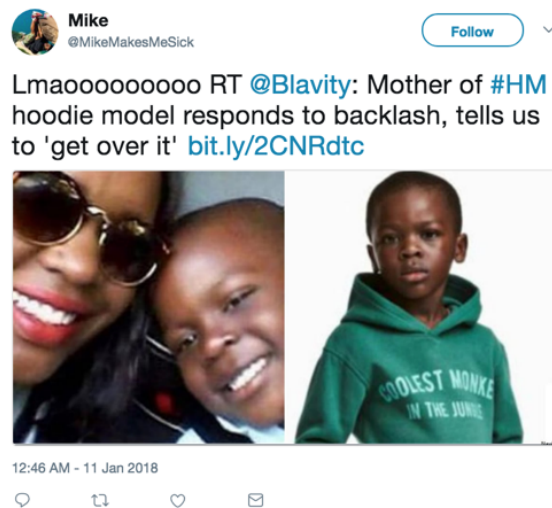 Mike
@MikeMakesMeSick
Follow
Lmaooooooooo RT @Blavity: Mother of #HM
hoodie model responds to backlash, tells us
to 'get over it' bit.ly/2CNRdtc
COOLEST MONKE
IN THE JUNG
12:46 AM - 11 Jan 2018